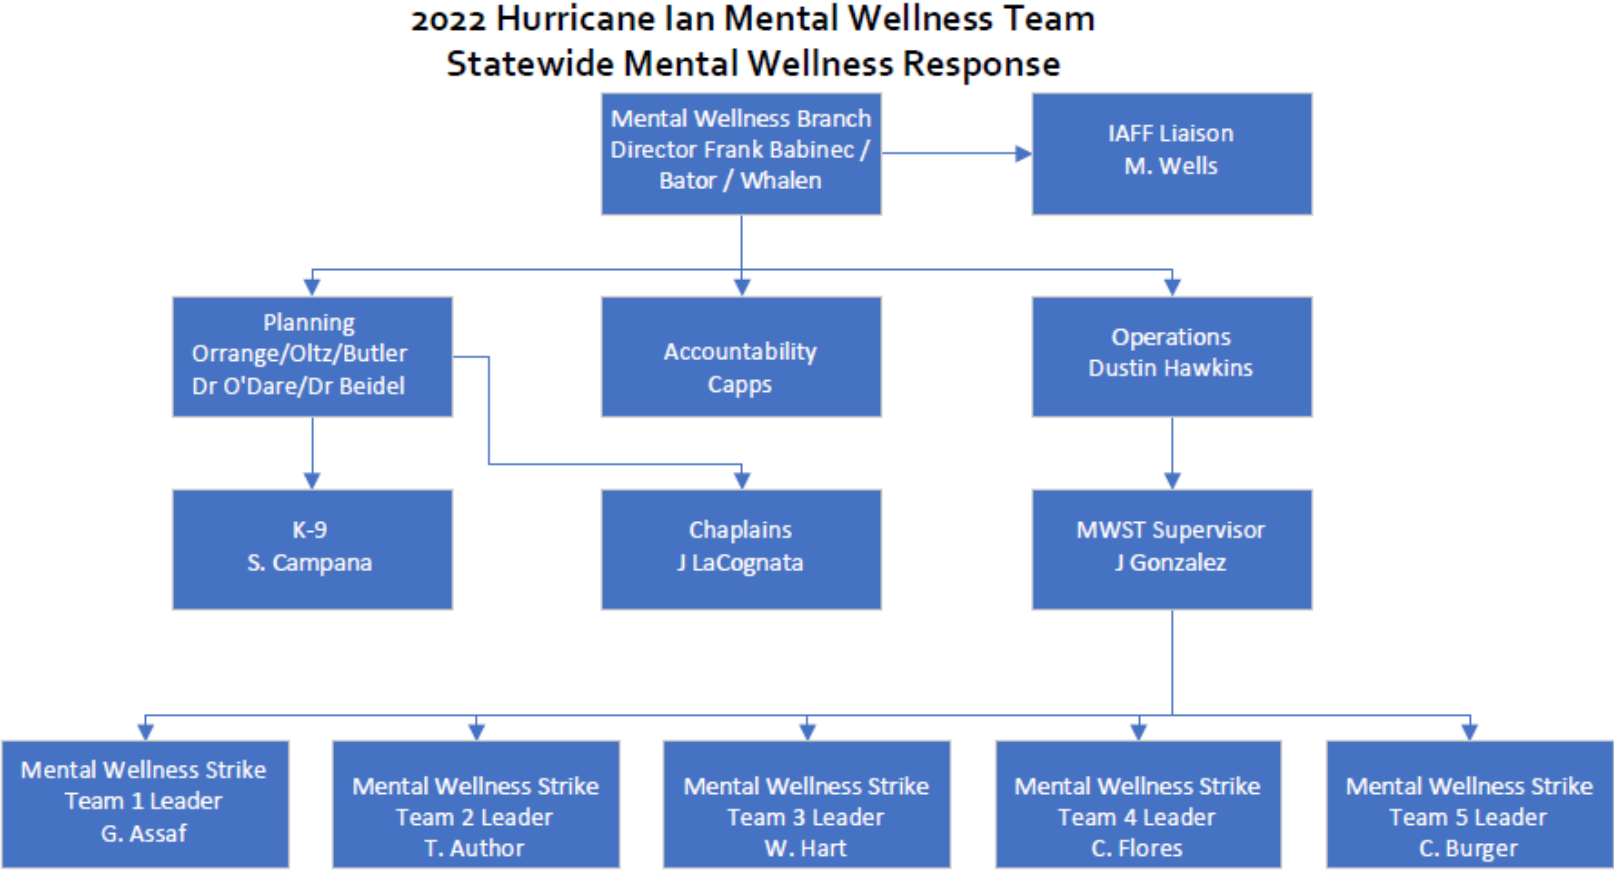 2022 Hurricane Ian Mental Wellness Team
Statewide Mental Wellness Response
Mental Wellness Branch
Director Frank Babinec /
Bator / Whalen
IAFF Liaison
M. Wells
Planning
Orrange/Oltz/Butler
Dr O'Dare/Dr Beidel
Accountability
Capps
Operations
Dustin Hawkins
K-9
S. Campana
Chaplains
J LaCognata
MWST Supervisor
J Gonzalez
Mental Wellness Strike
Team 1 Leader
G. Assaf
Mental Wellness Strike
Team 2 Leader
T. Author
Mental Wellness Strike
Team 3 Leader
W. Hart
Mental Wellness Strike
Team 4 Leader
C. Flores
Mental Wellness Strike
Team 5 Leader
C. Burger